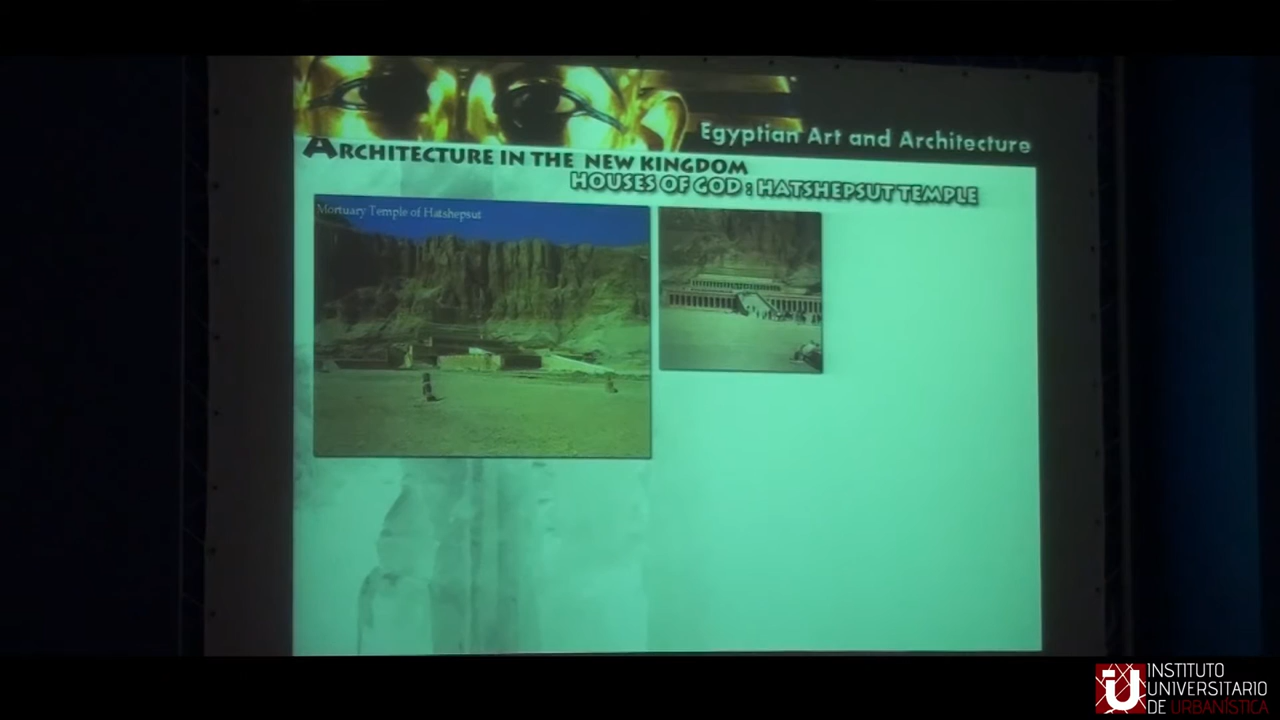 Egyptian Art and Architecture
ARCHITECTURE IN THE NEW KINGDOM
HOUSES OF GOD : HATSHEPSUT TEMPLE
Mortuary Temple of Hatshepsut
iU INSTITUTO
UNIVERSITARIO
DE URBANÍSTICA